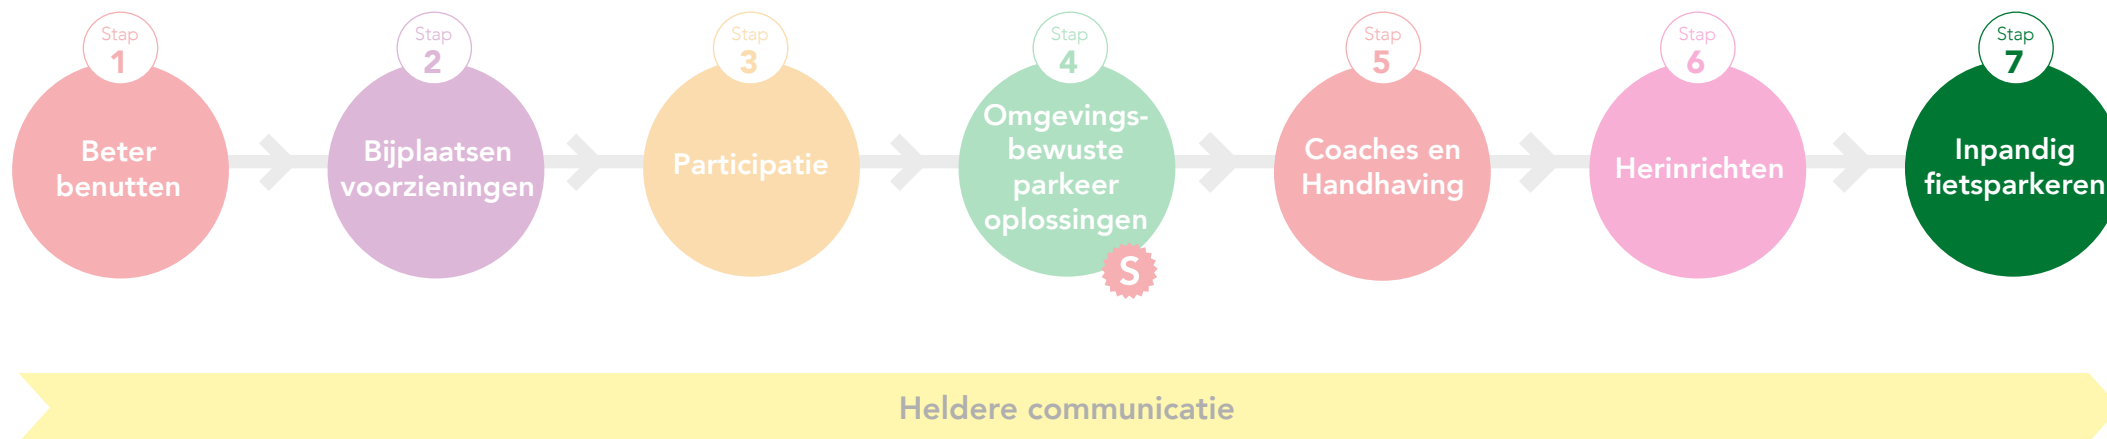 Stap
1
Beter
benutten
Stap
2
Bijplaatsen
voorzieningen
Stap
3
Participatie
Stap
4
Omgevings-
bewuste
parkeer
oplossingen
S
Stap
5
Coaches en
Handhaving
Stap
6
Herinrichten
Stap
7
Inpandig
fietsparkeren
Heldere communicatie